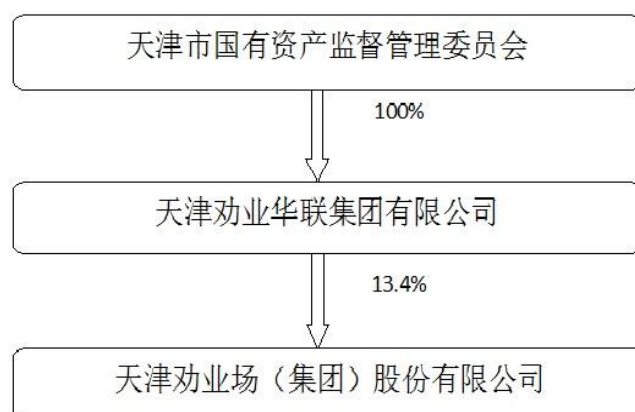 天津市国有资产监督管理委员会
100%
天津劝业华联集团有限公司
13.4%
天津劝业场（集团）股份有限公司